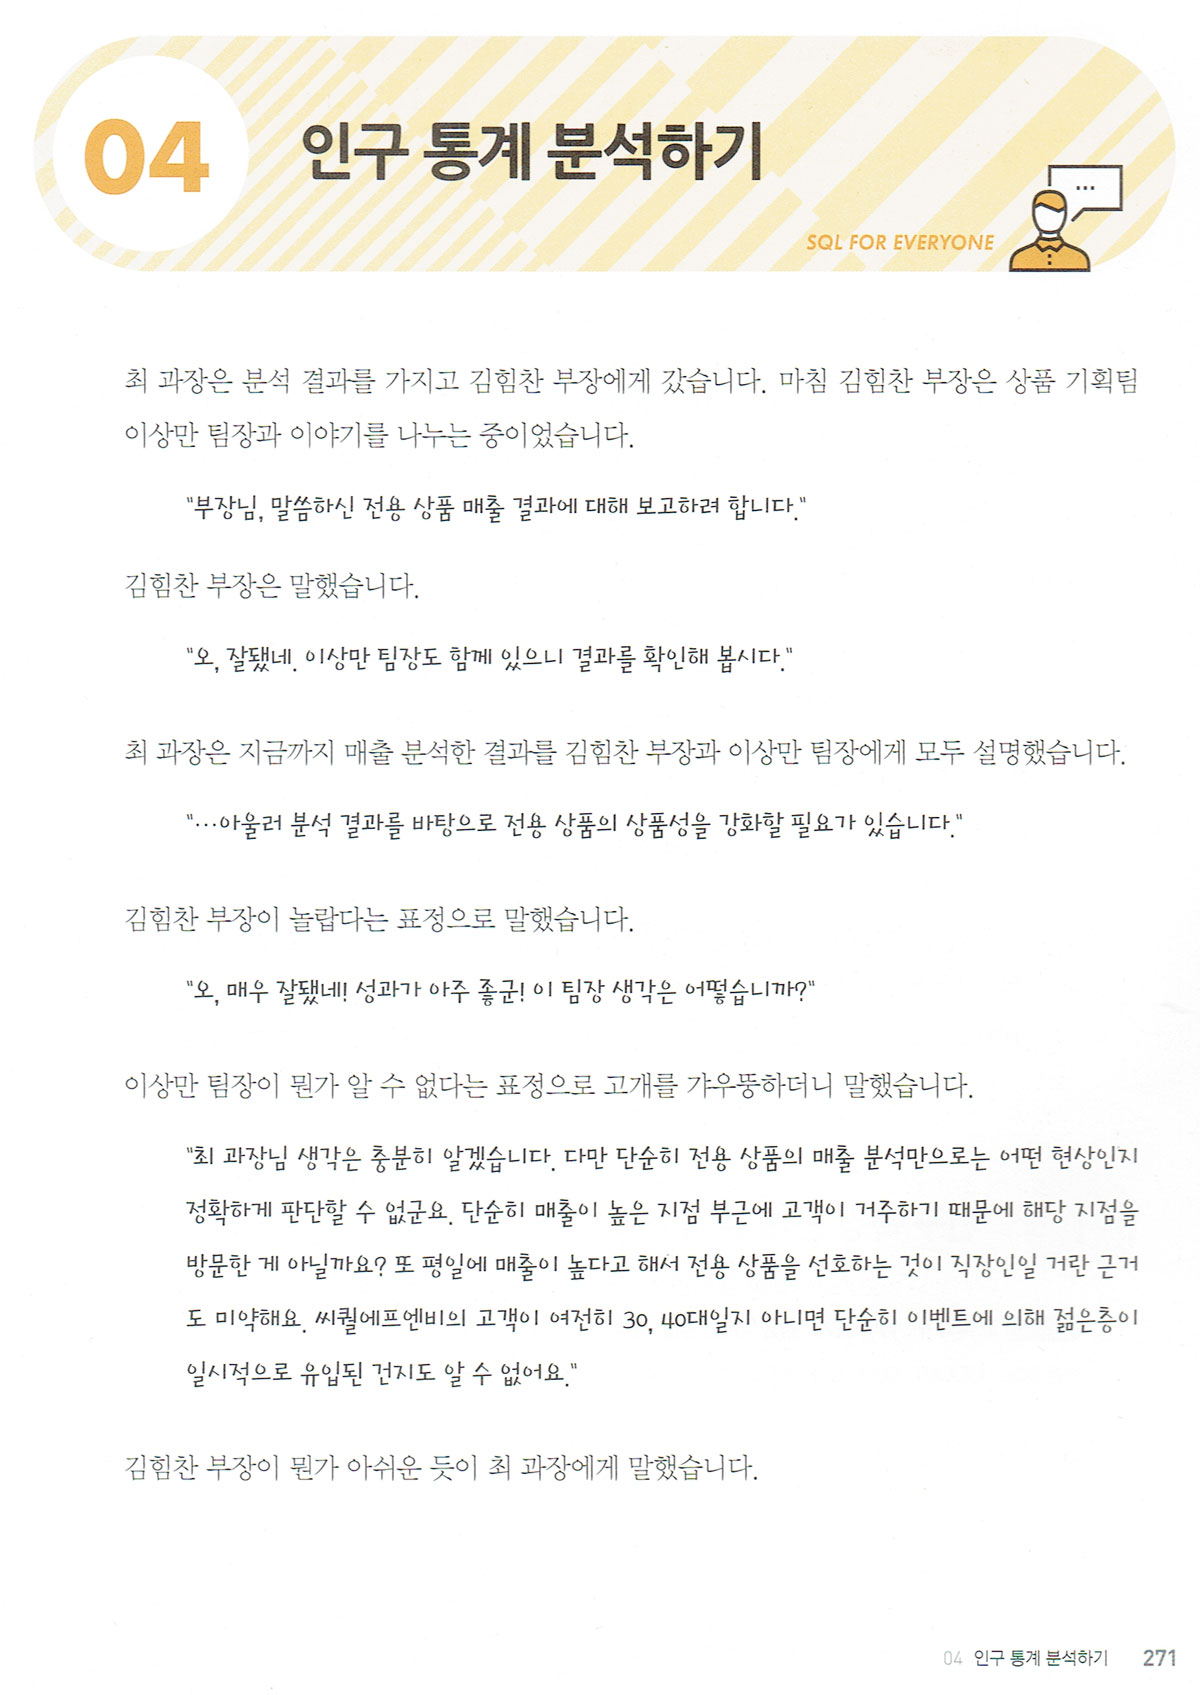 04
인구 통계 분석하기
...
SQL FOR EVERYONE
최 과장은 분석 결과를 가지고 김힘찬 부장에게 갔습니다. 마침 김힘찬 부장은 상품 기획팀
이상만 팀장과 이야기를 나누는 중이었습니다.
"부장님, 말씀하신 전용 상품 매출 결과에 대해 보고하려 합니다."
김힘찬 부장은 말했습니다.
"오, 잘됐네. 이상만 팀장도 함께 있으니 결과를 확인해 봅시다."
최 과장은 지금까지 매출 분석한 결과를 김힘찬 부장과 이상만 팀장에게 모두 설명했습니다.
"…아울러 분석 결과를 바탕으로 전용 상품의 상품성을 강화할 필요가 있습니다."
김힘찬 부장이 놀랍다는 표정으로 말했습니다.
"오, 매우 잘됐네! 성과가 아주 좋군! 이 팀장 생각은 어떻습니까?"
이상만 팀장이 뭔가 알 수 없다는 표정으로 고개를 갸우뚱하더니 말했습니다.
"최 과장님 생각은 충분히 알겠습니다. 다만 단순히 전용 상품의 매출 분석만으로는 어떤 현상인지
정확하게 판단할 수 없군요. 단순히 매출이 높은 지점 부근에 고객이 거주하기 때문에 해당 지점을
방문한 게 아닐까요? 또 평일에 매출이 높다고 해서 전용 상품을 선호하는 것이 직장인일 거란 근거
도 미약해요. 씨퀄에프엔비의 고객이 여전히 30, 40대일지 아니면 단순히 이벤트에 의해 젊은층이
일시적으로 유입된 건지도 알 수 없어요."
김힘찬 부장이 뭔가 아쉬운 듯이 최 과장에게 말했습니다.
04 인구 통계 분석하기 271